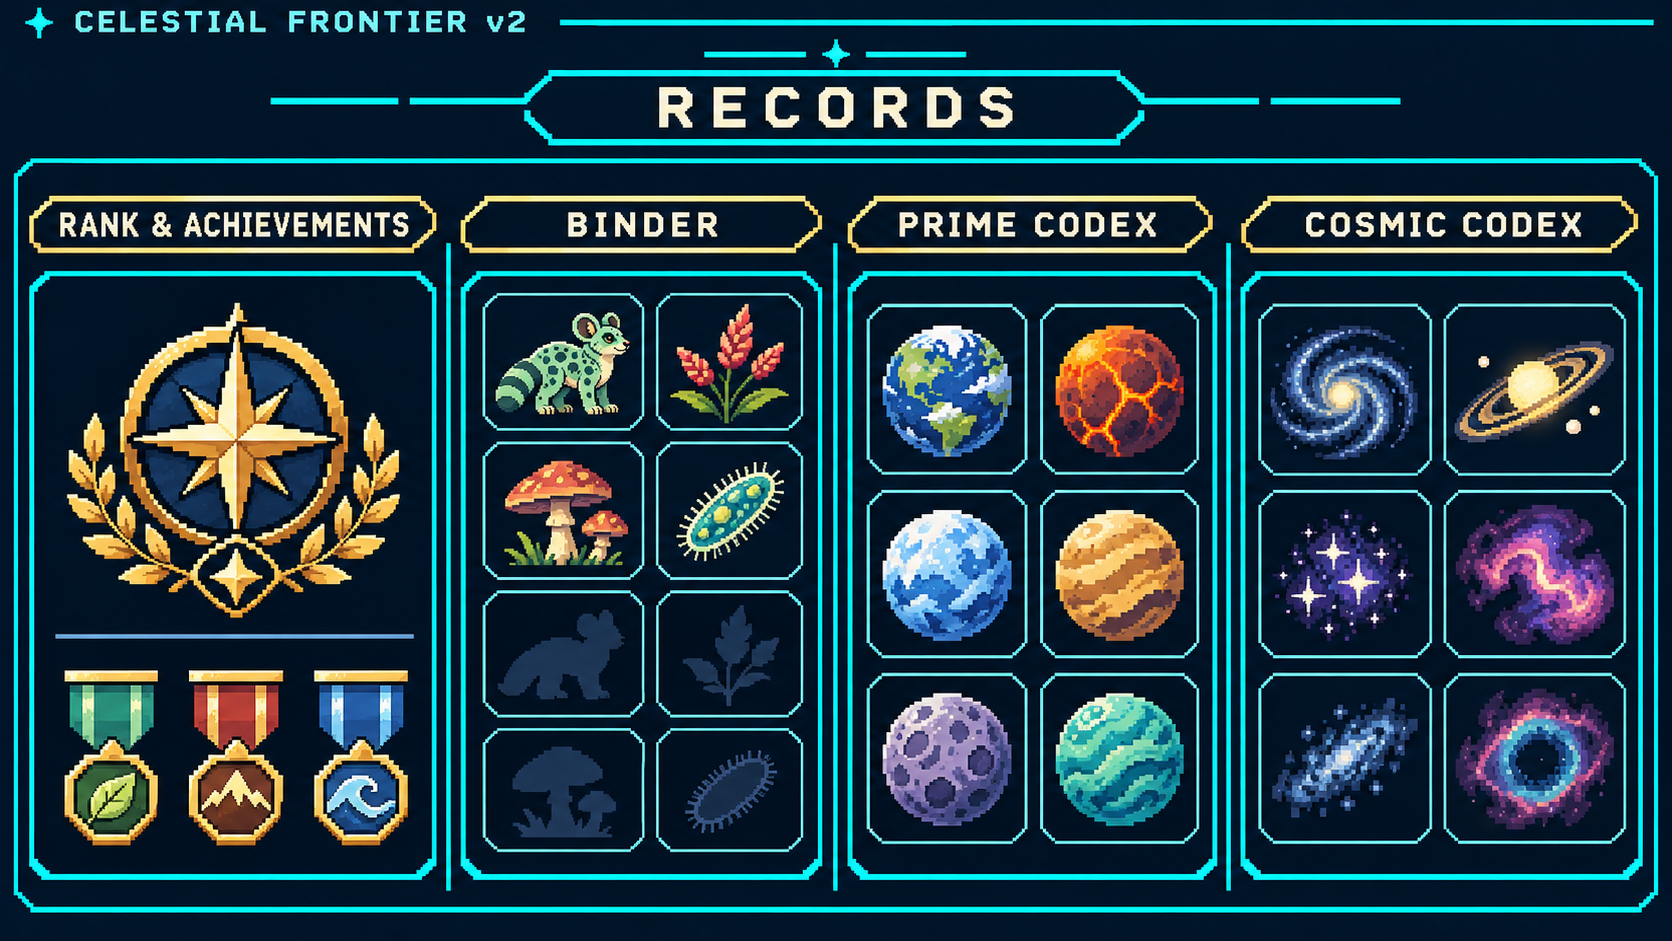 CELESTIAL FRONTIER v2
RECORDS
RANK & ACHIEVEMENTS
BINDER
PRIME CODEX
COSMIC CODEX